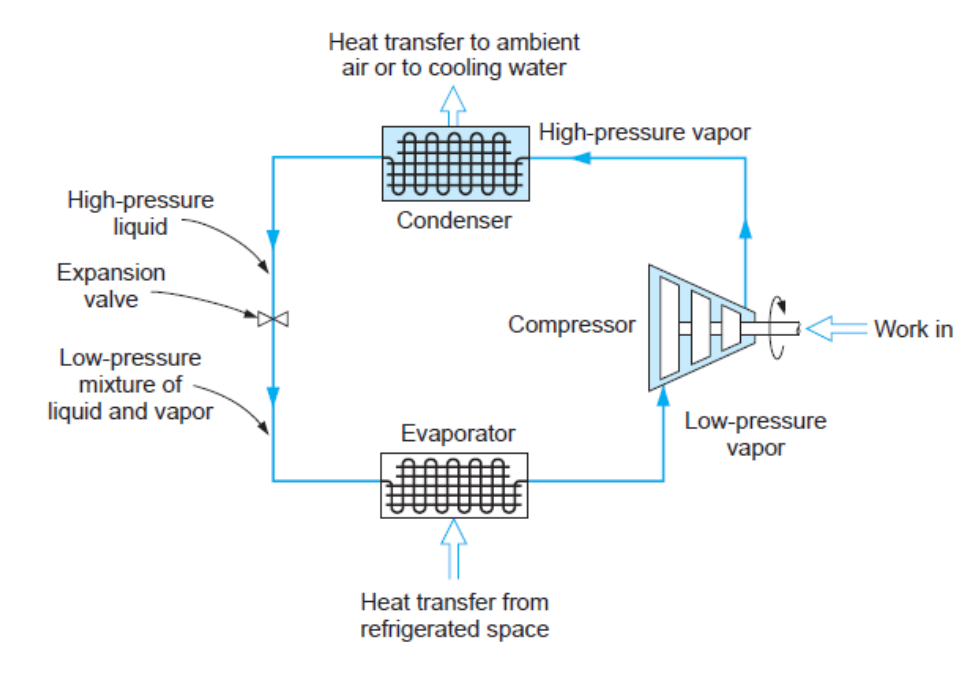 Heat transfer to ambient
air or to cooling water
High-pressure vapor
Condenser
High-pressure
liquid
Expansion
valve
Compressor
Work in
Low-pressure
mixture of
liquid and vapor
Evaporator
Low-pressure
vapor
Heat transfer from
refrigerated space